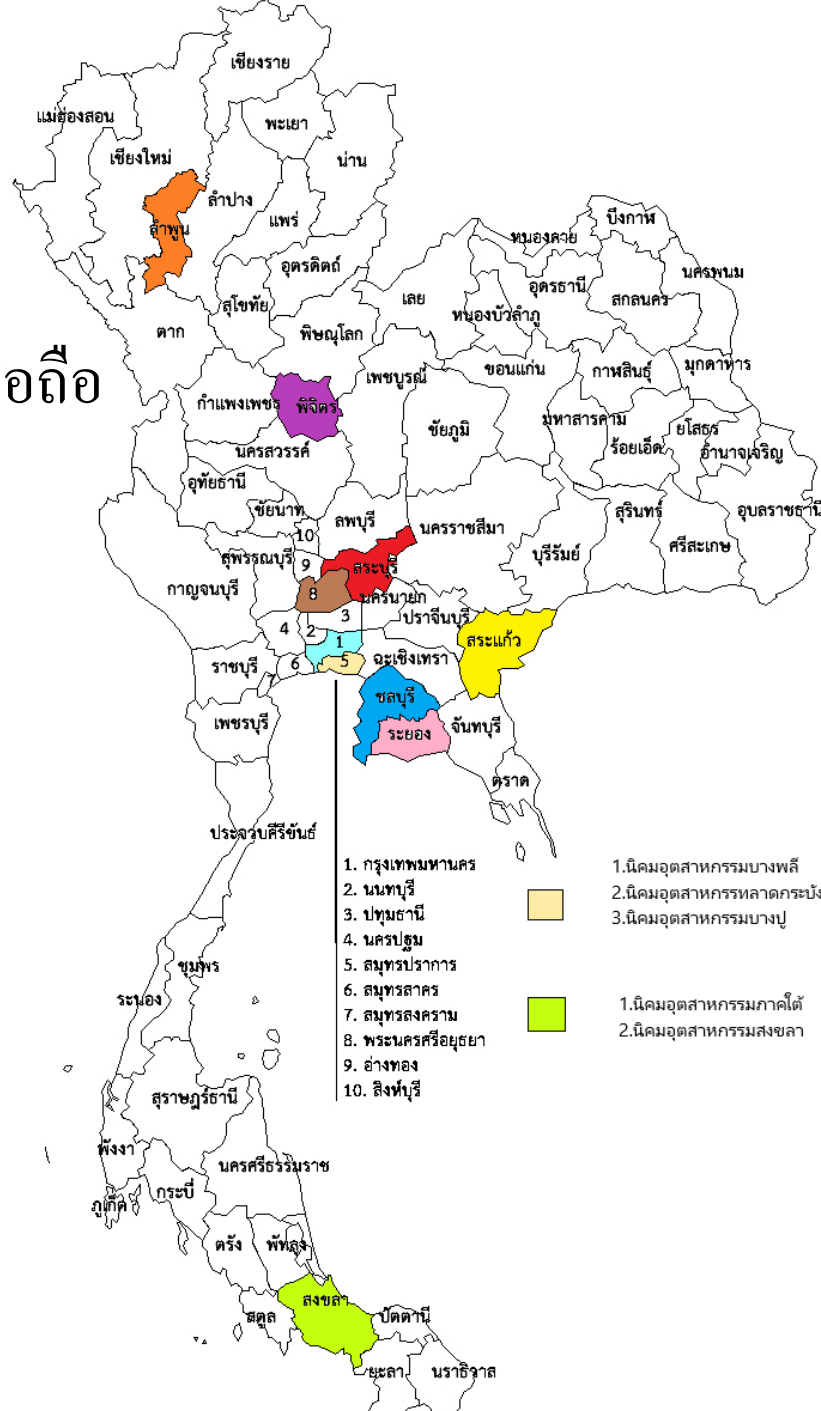 เชียงราย
แม่ฮ่องสอน
พะเยา
เชียงใหม่
น่าน
ลำปาง
ลำพูน
แพร่
บึงกาฬ
หนองคาย
อุตรดิตถ์
นครพนม
อุดรธานี
สุโขทัย
เลย
สกลนคร
หนองบัวลำภู
ตาก
พิษณุโลก
อถือ
ขอนแก่น
กาฬสินธุ์
มุกดาหาร
เพชบูรณ์
กำแพงเพชร
พิจิตร
มหาสารคาม
ยโสธร
ชัยภูมิ
ร้อยเอ็ด
อำนาจเจริญ
นครสวรรค์
อุทัยธานี
ชัยนาท
ลพบุรี
นครราชสีมา
สุรินทร์
อุบลราชธานี
10
ศรีสะเกษ
สุพรรณบุรี
9
สระบุรี
บุรีรัมย์
กาญจนบุรี
8
นครนายก
3
ปราจีนบุรี
4
2
1
สระแก้ว
ราชบุรี
6
5
ฉะเชิงเทรา
7
ชลบุรี
เพชรบุรี
ระยอง
จันทบุรี
ตราด
ประจวบคีรีขันธ์
1. กรุงเทพมหานคร
2. นนทบุรี
3. ปทุมธานี
4. นครปฐม
5. สมุทรปราการ
6. สมุทรสาคร
7. สมุทรสงคราม
8. พระนครศรีอยุธยา
9. อ่างทอง
10. สิงห์บุรี
1.นิคมอุตสาหกรรมบางพลี
2.นิคมอุตสาหกรรทลาดกระบัง
3.นิคมอุตสาหกรรมบางปู
1.นิคมอุตสาหกรรมภาคใต้
2.นิคมอุตสาหกรรมสงขลา
ชุมพร
ระนอง
สุราษฎร์ธานี
พังงา
นครศรีธรรมราช
กระบี่
ภูเก็ต
ตรัง
พัทลุง
สงขลา
สตูล
ปัตตานี
ยะลา
นราธิวาส